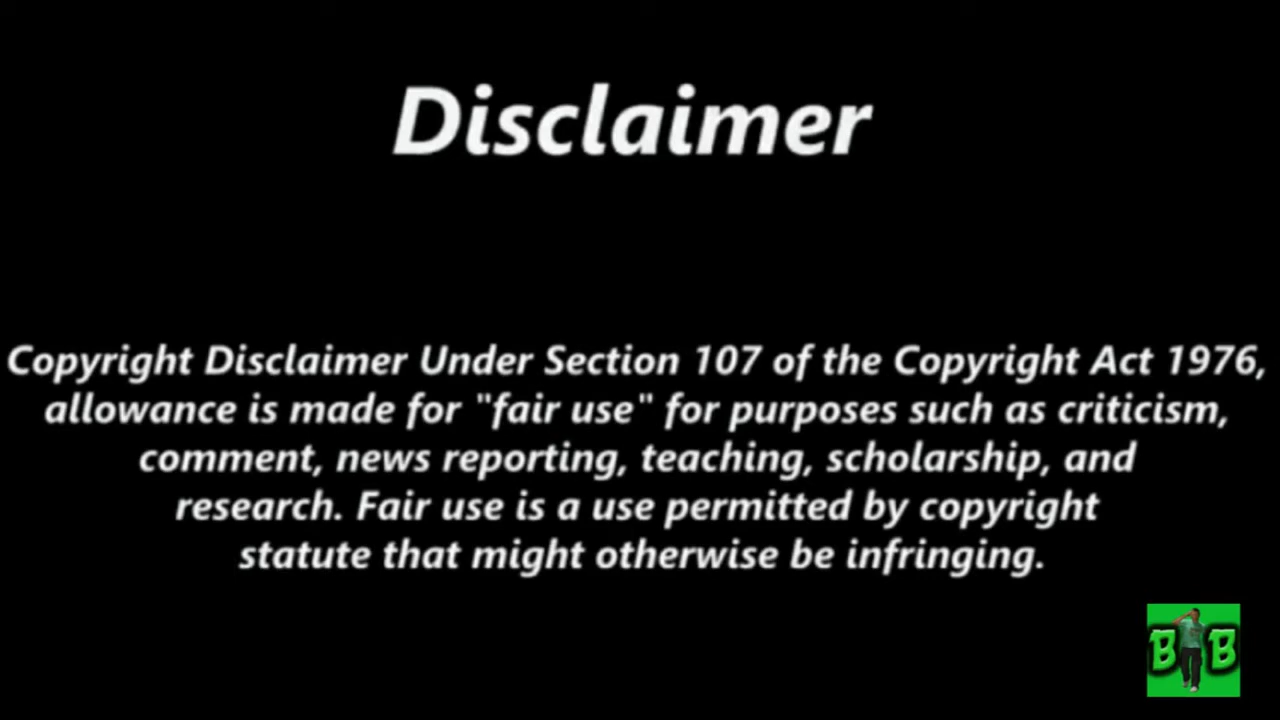 Disclaimer
Copyright Disclaimer Under Section 107 of the Copyright Act 1976,
allowance is made for "fair use" for purposes such as criticism,
comment, news reporting, teaching, scholarship, and
research. Fair use is a use permitted by copyright
statute that might otherwise be infringing.
B B